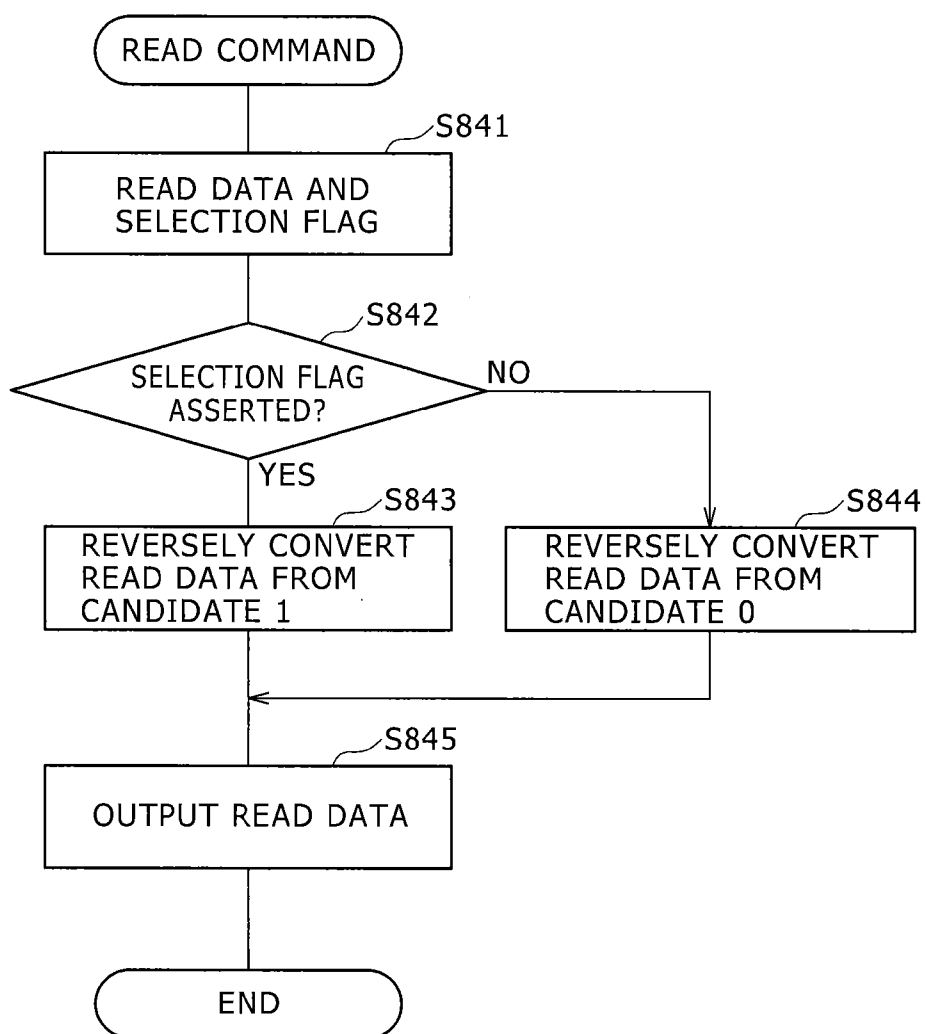 READ COMMAND
S841
READ DATA AND
SELECTION FLAG
S842
SELECTION FLAG
ASSERTED?
NO
YES
S843
REVERSELY CONVERT
READ DATA FROM
CANDIDATE 1
S844
REVERSELY CONVERT
READ DATA FROM
CANDIDATE 0
S845
OUTPUT READ DATA
END